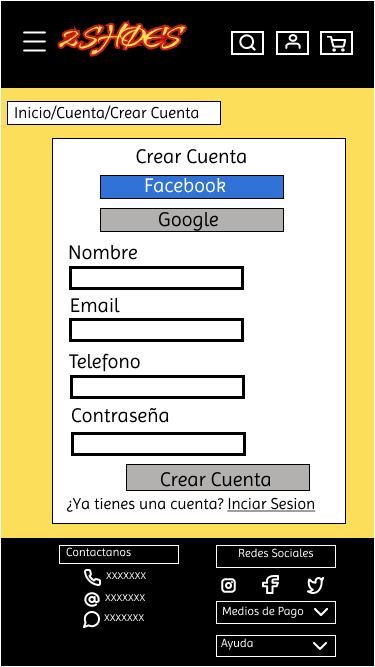 2SHOES
Inicio/Cuenta/Crear Cuenta
Crear Cuenta
Facebook
Google
Nombre
Email
Telefono
Contraseña
Crear Cuenta
¿Ya tienes una cuenta? Inciar Sesion
Contactanos
xxxxxxx
xxxxxxx
xxxxxxx
Redes Sociales
Medios de Pago
Ayuda